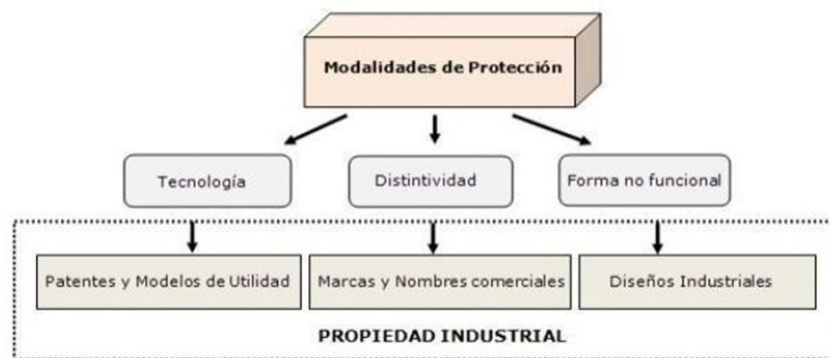 Modalidades de Protección
Tecnología
Distintividad
Forma no funcional
Patentes y Modelos de Utilidad
Marcas y Nombres comerciales
Diseños Industriales
PROPIEDAD INDUSTRIAL